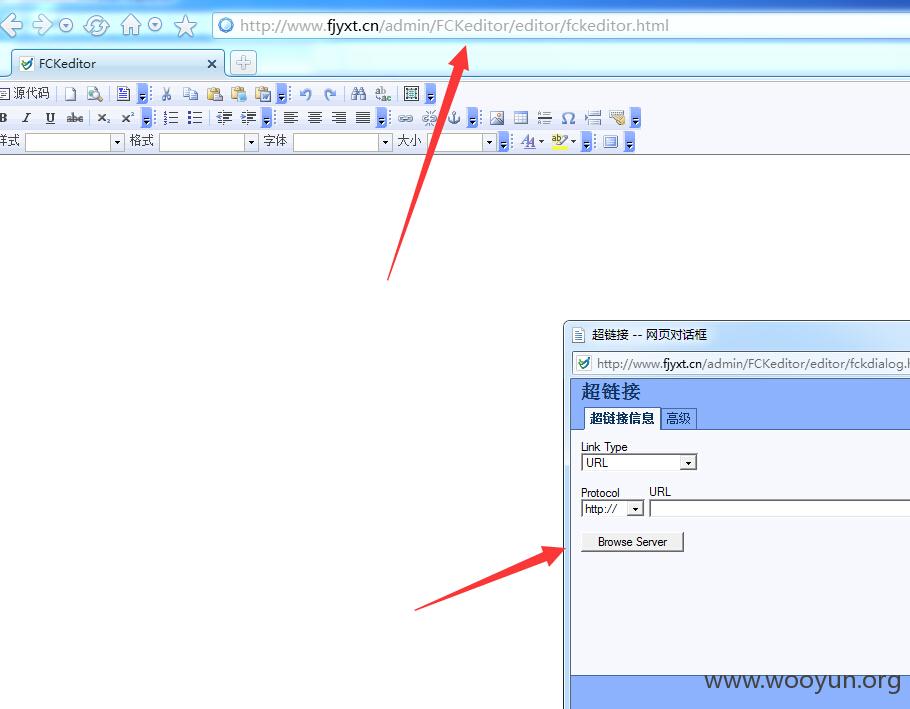 http://www.fjyxt.cn/admin/FCKeditor/editor/fckeditor.html
FCKeditor
源代码
B I U abc X₂ X²
样式 格式 字体 大小
超链接 -- 网页对话框
http://www.fjyxt.cn/admin/FCKeditor/editor/fckdialog.h
超链接
超链接信息 高级
Link Type
URL
Protocol URL
http://
Browse Server
www.wooyun.org